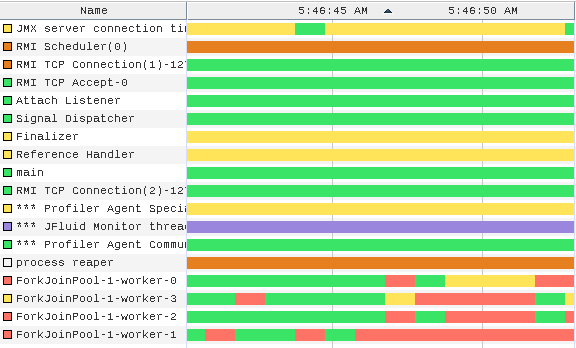 Name 5:46:45 AM 5:46:50 AM
JMX server connection ti
RMI Scheduler(0)
RMI TCP Connection(1)-12
RMI TCP Accept-0
Attach Listener
Signal Dispatcher
Finalizer
Reference Handler
main
RMI TCP Connection(2)-12
*** Profiler Agent Speci
*** JFluid Monitor threa
*** Profiler Agent Commu
process reaper
ForkJoinPool-1-worker-0
ForkJoinPool-1-worker-3
ForkJoinPool-1-worker-2
ForkJoinPool-1-worker-1